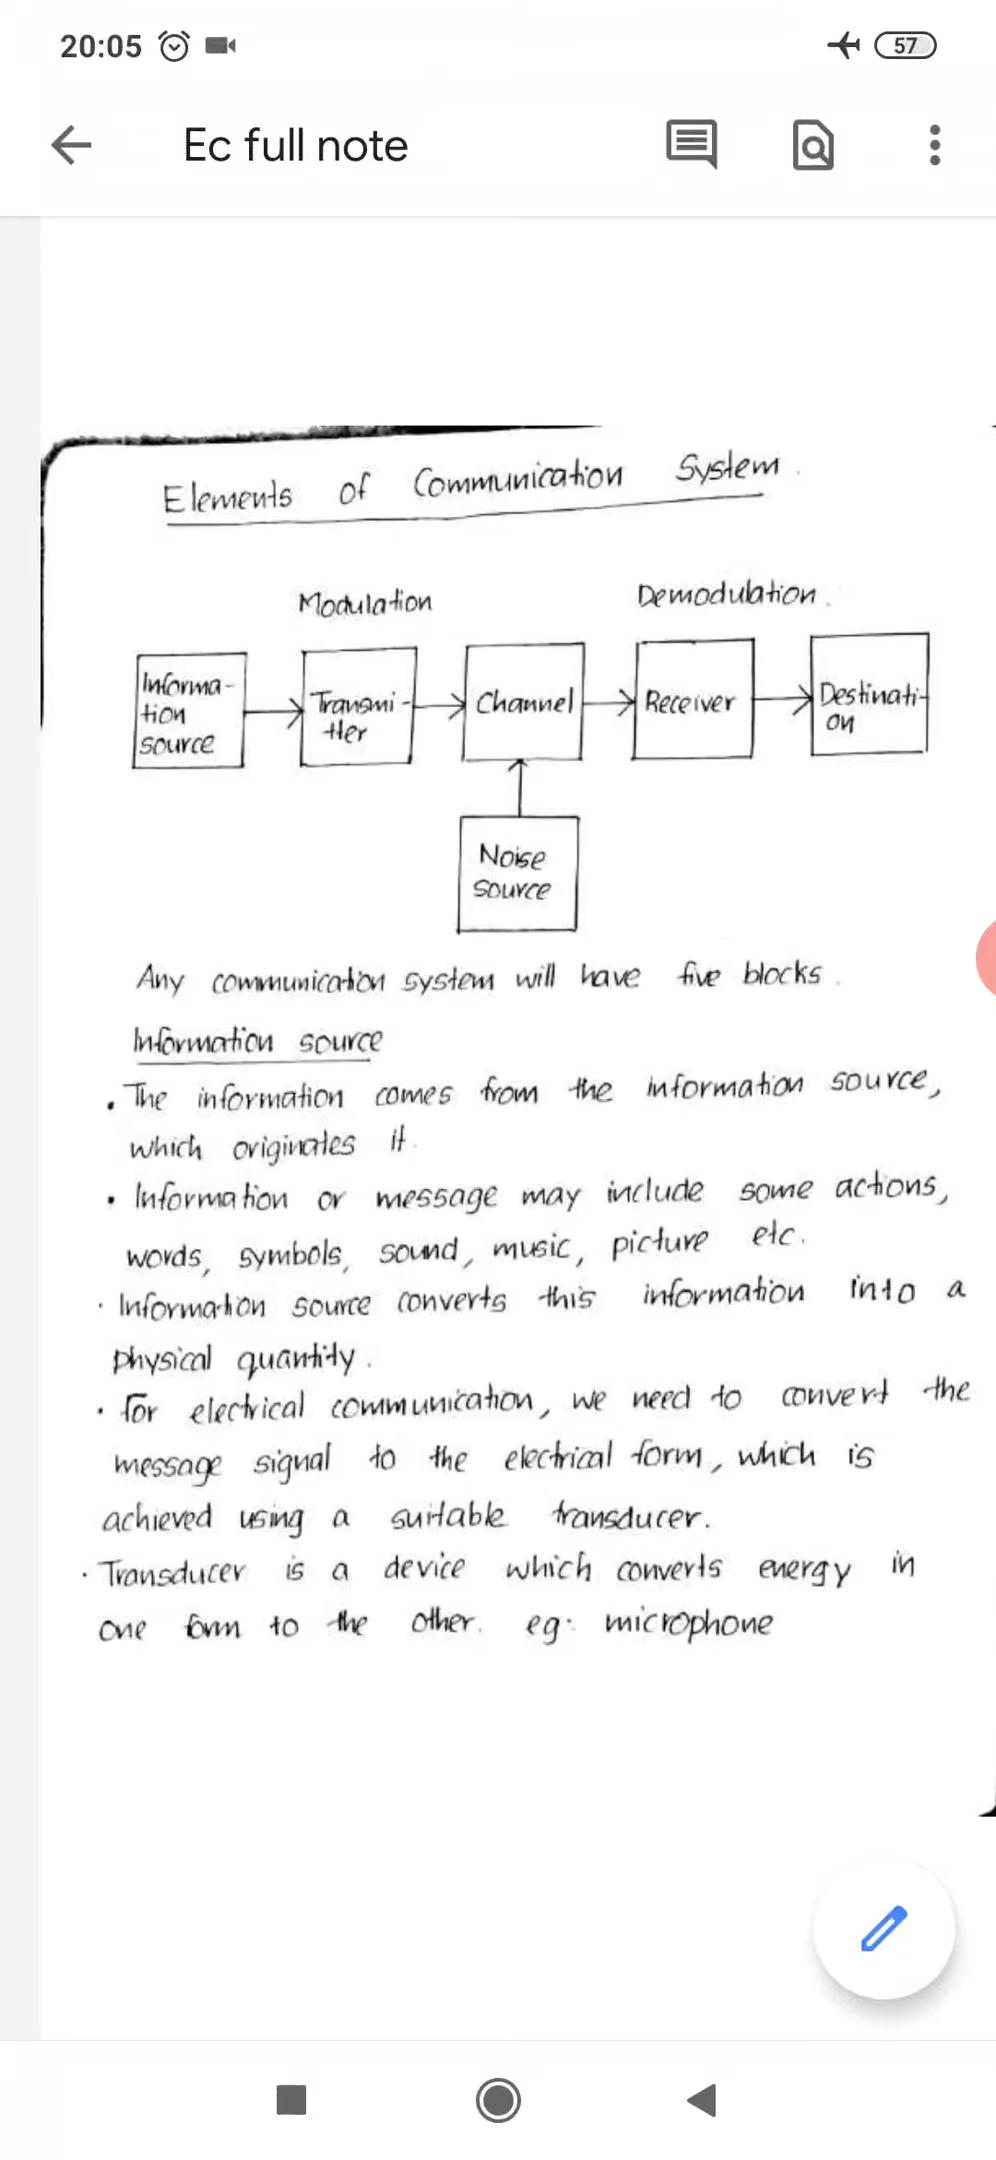 20:05 57
Ec full note
Elements of Communication System.
Modulation Demodulation.
Informa-
tion
source
Transmi-
tter
Channel
Receiver
Destinati-
on
Noise
source
Any communication system will have five blocks.
Information source
• The information comes from the information source,
which originates it.
• Information or message may include some actions,
words, symbols, sound, music, picture etc.
• Information source converts this information into a
physical quantity.
• For electrical communication, we need to convert the
message signal to the electrical form, which is
achieved using a suitable transducer.
• Transducer is a device which converts energy in
one form to the other. eg: microphone